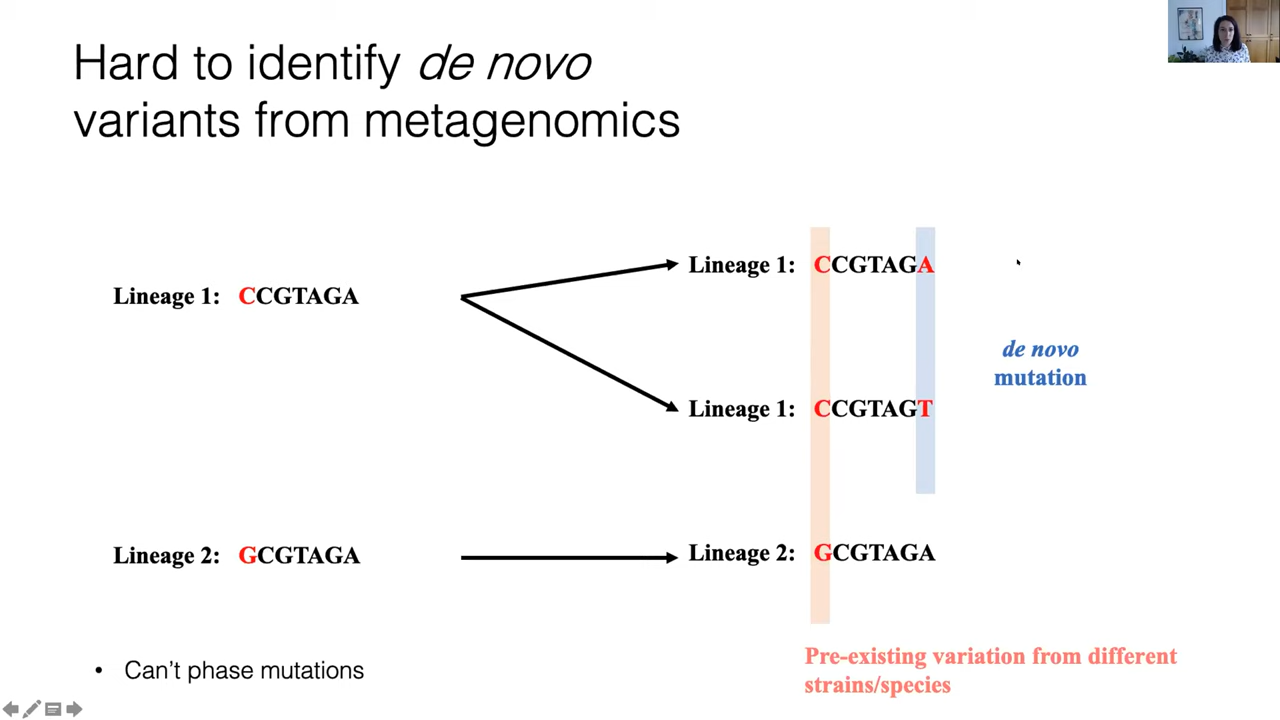 Hard to identify de novo
variants from metagenomics
Lineage 1: CCGTAGA
Lineage 2: GCGTAGA
Lineage 1: CCGTAGA
Lineage 1: CCGTAGT
Lineage 2: GCGTAGA
de novo
mutation
Pre-existing variation from different
strains/species
• Can't phase mutations